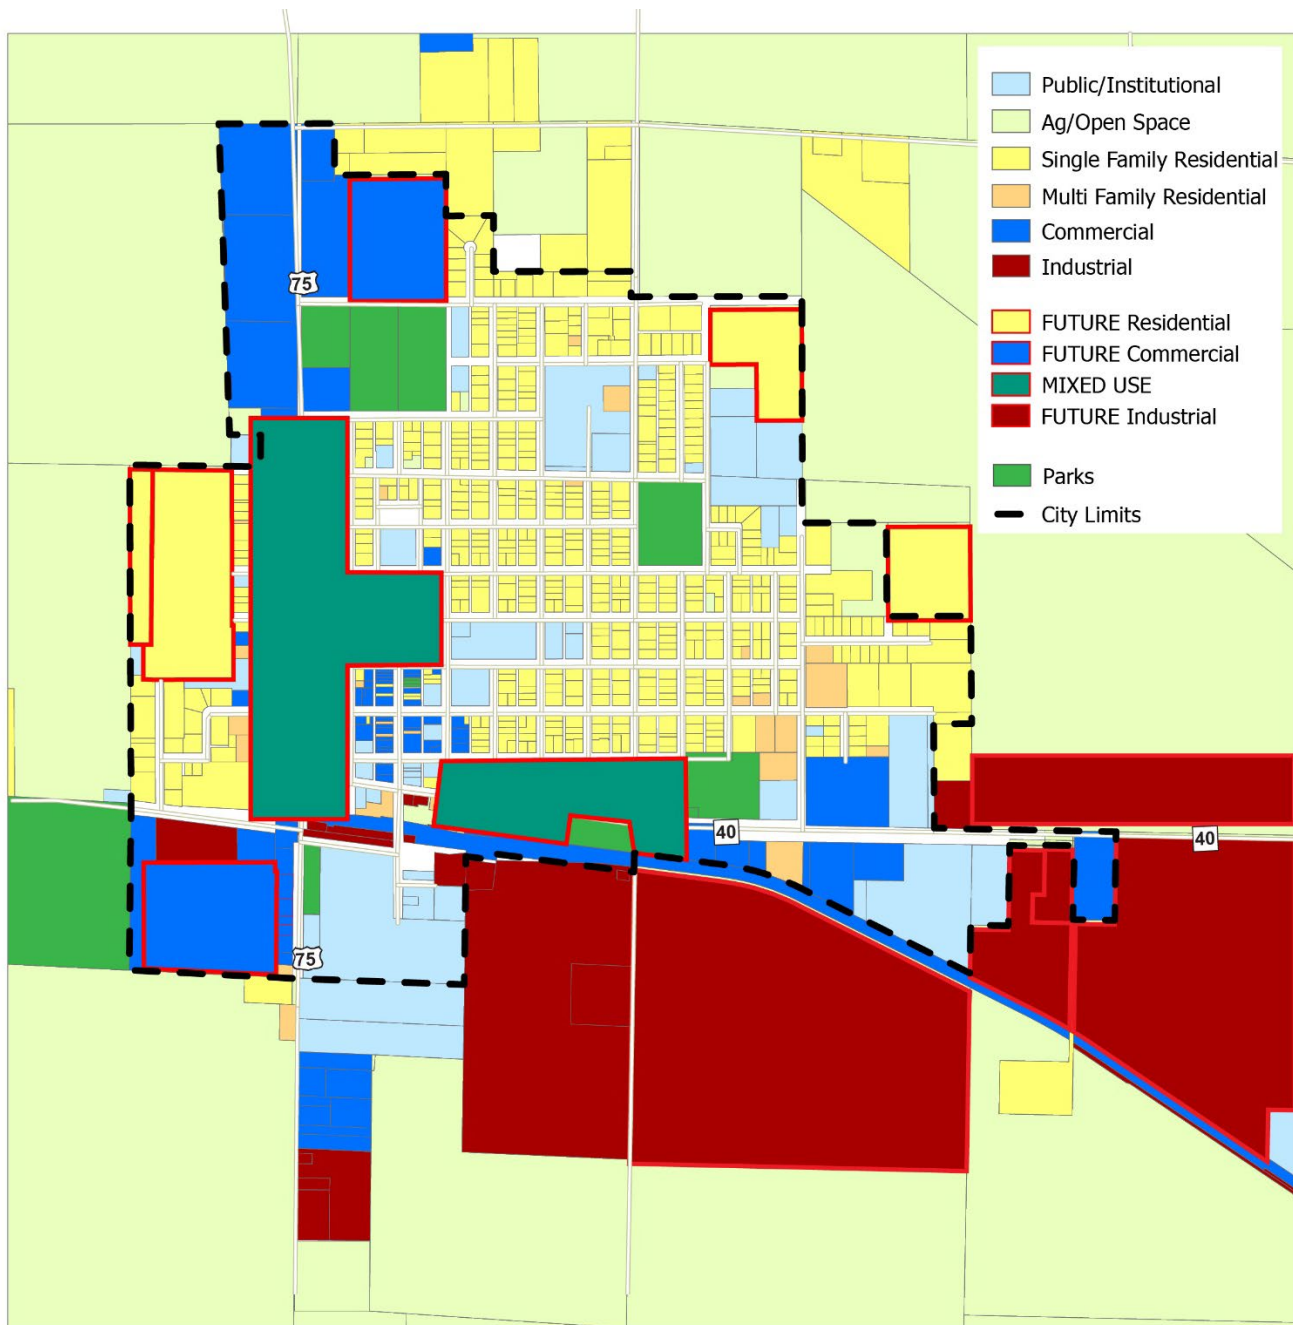 Public/Institutional
Ag/Open Space
Single Family Residential
Multi Family Residential
Commercial
Industrial
FUTURE Residential
FUTURE Commercial
MIXED USE
FUTURE Industrial
Parks
City Limits
75
40
40
75